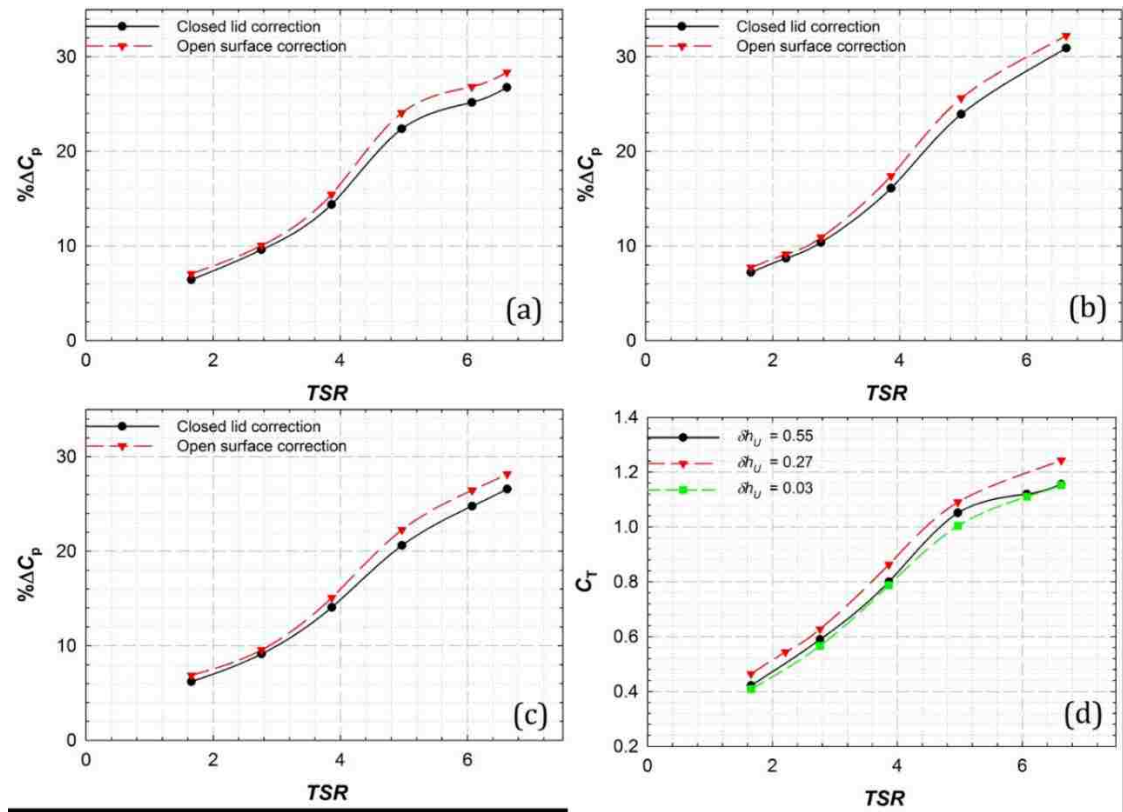 Closed lid correction
Open surface correction
30
20
10
0
%ΔCp
(a)
0 2 4 6
TSR
Closed lid correction
Open surface correction
30
20
10
0
%ΔCp
(b)
0 2 4 6
TSR
Closed lid correction
Open surface correction
30
20
10
0
%ΔCp
(c)
0 2 4 6
TSR
1.4
1.2
1.0
0.8
0.6
0.4
0.2
CT
δhU = 0.55
δhU = 0.27
δhU = 0.03
(d)
0 2 4 6
TSR